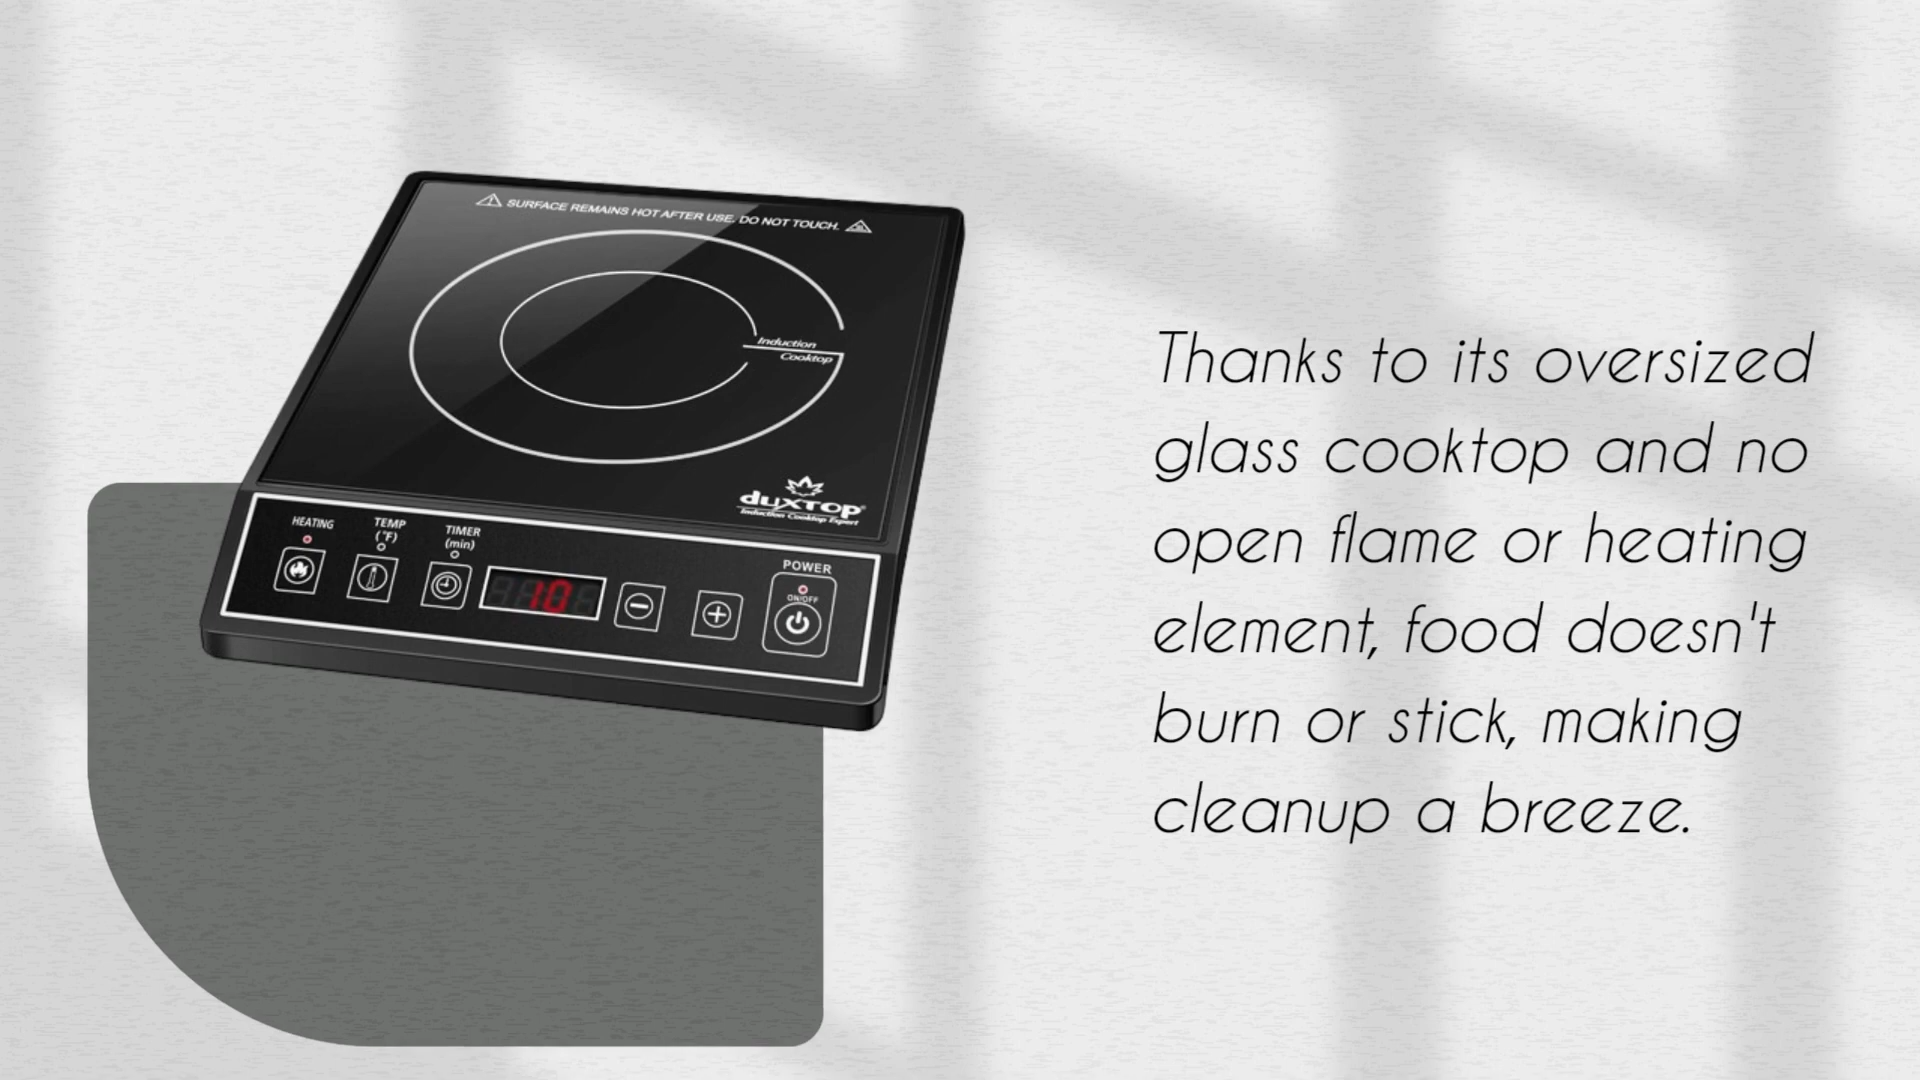 SURFACE REMAINS HOT AFTER USE. DO NOT TOUCH.
Induction
Cooktop
duxtop
Induction Cooktop Expert
HEATING
TEMP
(°F)
TIMER
(min)
10
POWER
ON/OFF
Thanks to its oversized
glass cooktop and no
open flame or heating
element, food doesn't
burn or stick, making
cleanup a breeze.